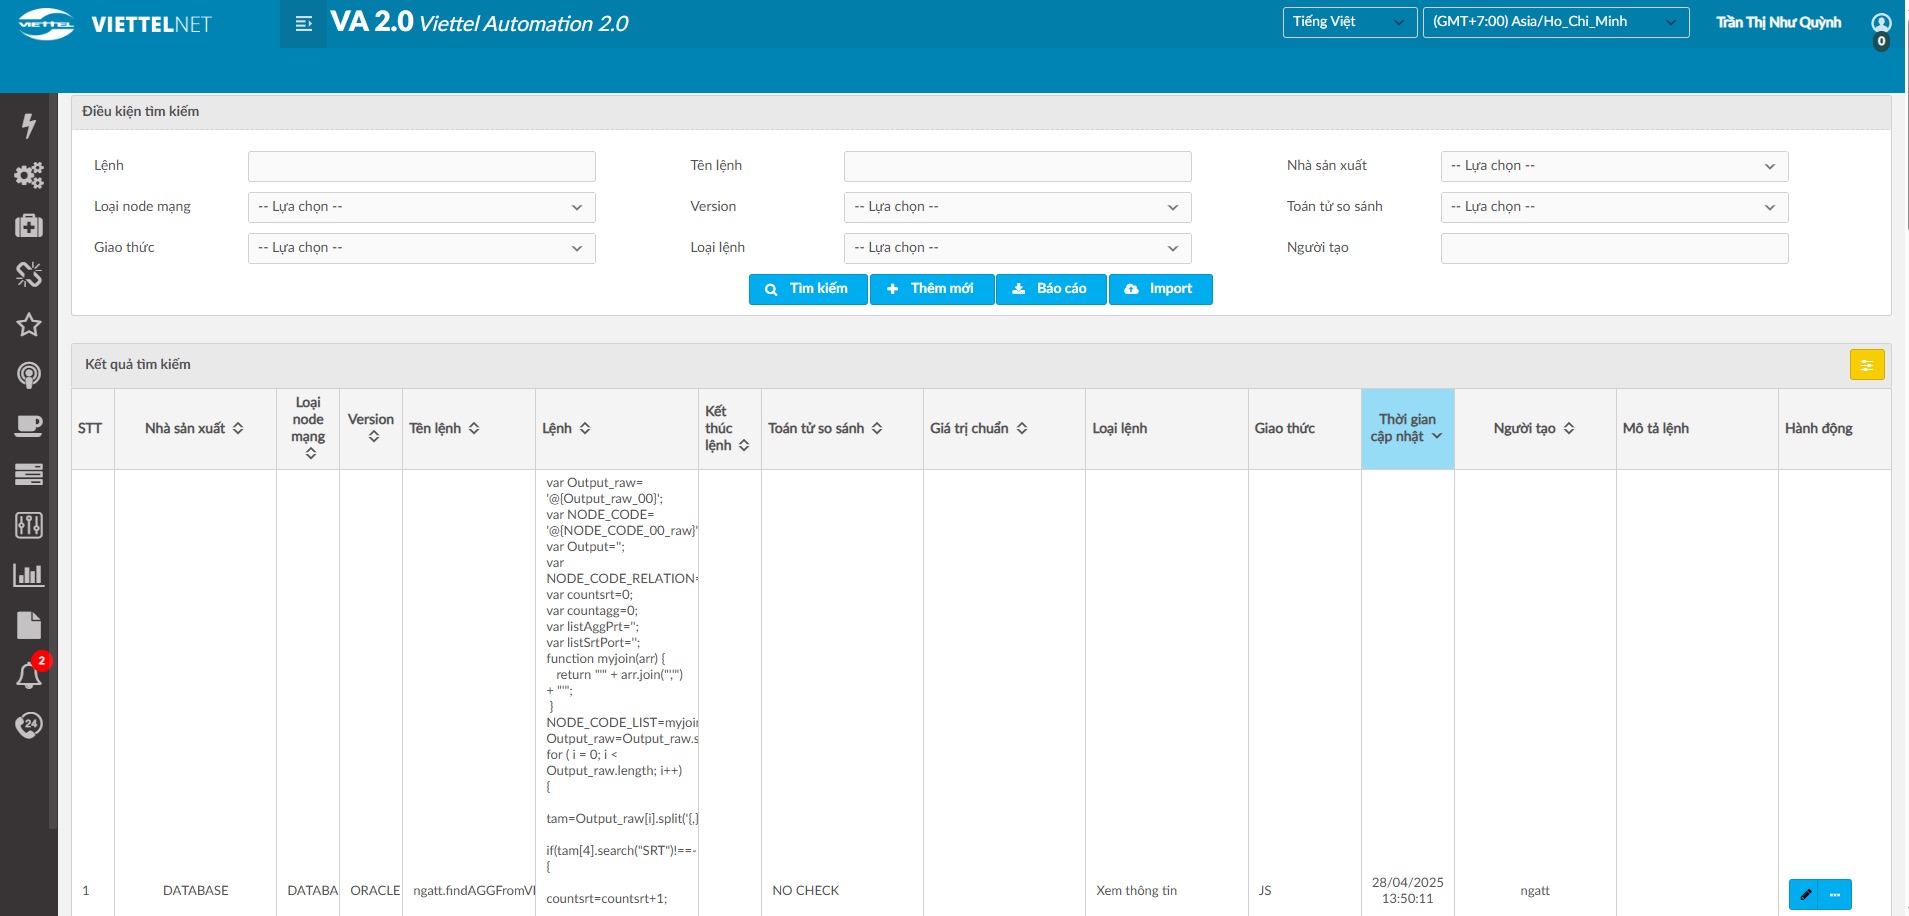 VIETTEL VIETTELNET VA 2.0 Viettel Automation 2.0 Tiếng Việt (GMT+7:00) Asia/Ho_Chi_Minh Trần Thị Như Quỳnh
0
Điều kiện tìm kiếm
Lệnh Tên lệnh Nhà sản xuất -- Lựa chọn --
Loại node mạng -- Lựa chọn -- Version -- Lựa chọn -- Toán tử so sánh -- Lựa chọn --
Giao thức -- Lựa chọn -- Loại lệnh -- Lựa chọn -- Người tạo
Tìm kiếm Thêm mới Báo cáo Import
Kết quả tìm kiếm
STT Nhà sản xuất Loại node mạng Version Tên lệnh Lệnh Kết thúc lệnh Toán tử so sánh Giá trị chuẩn Loại lệnh Giao thức Thời gian cập nhật Người tạo Mô tả lệnh Hành động
var Output_raw=
'@{Output_raw_00}';
var NODE_CODE=
'@{NODE_CODE_00_raw}'
var Output='';
var
NODE_CODE_RELATION=
var countsrt=0;
var countagg=0;
var listAggPrt='';
var listSrtPort='';
function myjoin(arr) {
return "'" + arr.join("','")
+ "'";
}
NODE_CODE_LIST=myjoin
Output_raw=Output_raw.s
for ( i = 0; i <
Output_raw.length; i++)
{
tam=Output_raw[i].split('{,}
if(tam[4].search("SRT")!==-
{
countsrt=countsrt+1;
1 DATABASE DATABA ORACLE ngatt.findAGGFromVI NO CHECK Xem thông tin JS 28/04/2025 13:50:11 ngatt
2
24